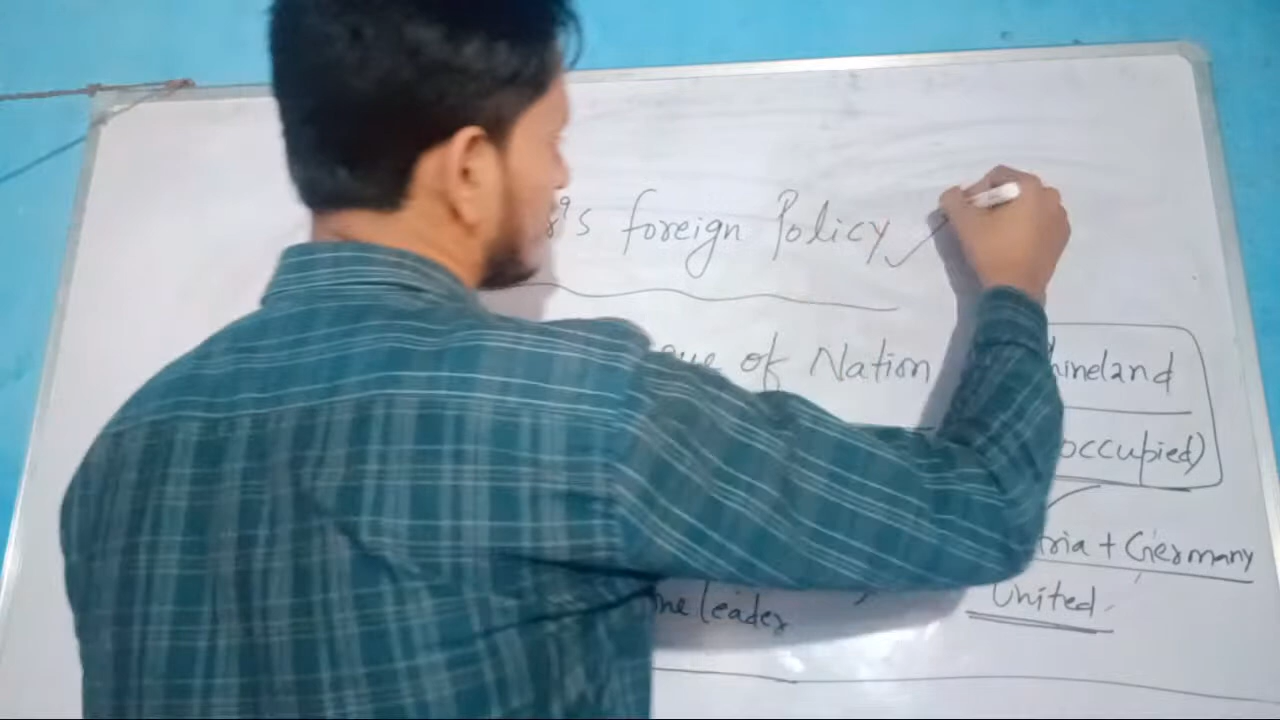 's foreign Policy
of Nation
hineland
occupied)
ria + Germany
United
ne leader